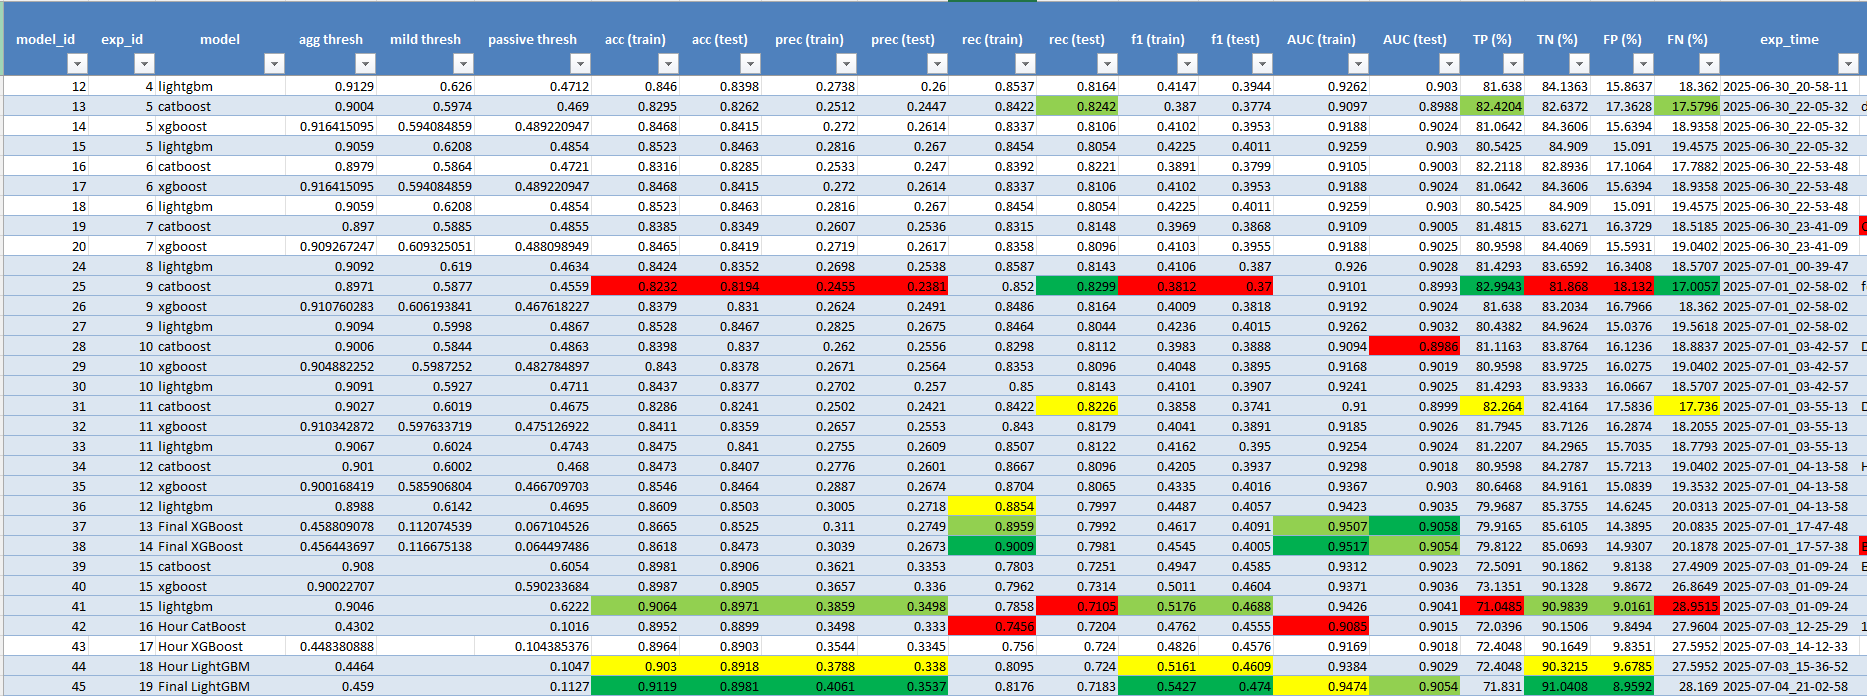 model_id exp_id model agg thresh mild thresh passive thresh acc (train) acc (test) prec (train) prec (test) rec (train) rec (test) f1 (train) f1 (test) AUC (train) AUC (test) TP (%) TN (%) FP (%) FN (%) exp_time
12 4 lightgbm 0.9129 0.626 0.4712 0.846 0.8398 0.2738 0.26 0.8537 0.8164 0.4147 0.3944 0.9262 0.903 81.638 84.1363 15.8637 18.362 2025-06-30_20-58-11
13 5 catboost 0.9004 0.5974 0.469 0.8295 0.8262 0.2512 0.2447 0.8422 0.8242 0.387 0.3774 0.9097 0.8988 82.4204 82.6372 17.3628 17.5796 2025-06-30_22-05-32 d
14 5 xgboost 0.916415095 0.594084859 0.489220947 0.8468 0.8415 0.272 0.2614 0.8337 0.8106 0.4102 0.3953 0.9188 0.9024 81.0642 84.3606 15.6394 18.9358 2025-06-30_22-05-32
15 5 lightgbm 0.9059 0.6208 0.4854 0.8523 0.8463 0.2816 0.267 0.8454 0.8054 0.4225 0.4011 0.9259 0.903 80.5425 84.909 15.091 19.4575 2025-06-30_22-05-32
16 6 catboost 0.8979 0.5864 0.4721 0.8316 0.8285 0.2533 0.247 0.8392 0.8221 0.3891 0.3799 0.9105 0.9003 82.2118 82.8936 17.1064 17.7882 2025-06-30_22-53-48
17 6 xgboost 0.916415095 0.594084859 0.489220947 0.8468 0.8415 0.272 0.2614 0.8337 0.8106 0.4102 0.3953 0.9188 0.9024 81.0642 84.3606 15.6394 18.9358 2025-06-30_22-53-48
18 6 lightgbm 0.9059 0.6208 0.4854 0.8523 0.8463 0.2816 0.267 0.8454 0.8054 0.4225 0.4011 0.9259 0.903 80.5425 84.909 15.091 19.4575 2025-06-30_22-53-48
19 7 catboost 0.897 0.5885 0.4855 0.8385 0.8349 0.2607 0.2536 0.8315 0.8148 0.3969 0.3868 0.9109 0.9005 81.4815 83.6271 16.3729 18.5185 2025-06-30_23-41-09
20 7 xgboost 0.909267247 0.609325051 0.488098949 0.8465 0.8419 0.2719 0.2617 0.8358 0.8096 0.4103 0.3955 0.9188 0.9025 80.9598 84.4069 15.5931 19.0402 2025-06-30_23-41-09
24 8 lightgbm 0.9092 0.619 0.4634 0.8424 0.8352 0.2698 0.2538 0.8587 0.8143 0.4106 0.387 0.926 0.9028 81.4293 83.6592 16.3408 18.5707 2025-07-01_00-39-47
25 9 catboost 0.8971 0.5877 0.4559 0.8232 0.8194 0.2455 0.2381 0.852 0.8299 0.3812 0.37 0.9101 0.8993 82.9943 81.868 18.132 17.0057 2025-07-01_02-58-02 f
26 9 xgboost 0.910760283 0.606193841 0.467618227 0.8379 0.831 0.2624 0.2491 0.8486 0.8164 0.4009 0.3818 0.9192 0.9024 81.638 83.2034 16.7966 18.362 2025-07-01_02-58-02
27 9 lightgbm 0.9094 0.5998 0.4867 0.8528 0.8467 0.2825 0.2675 0.8464 0.8044 0.4236 0.4015 0.9262 0.9032 80.4382 84.9624 15.0376 19.5618 2025-07-01_02-58-02
28 10 catboost 0.9006 0.5844 0.4863 0.8398 0.837 0.262 0.2556 0.8298 0.8112 0.3983 0.3888 0.9094 0.8986 81.1163 83.8764 16.1236 18.8837 2025-07-01_03-42-57 D
29 10 xgboost 0.904882252 0.5987252 0.482784897 0.843 0.8378 0.2671 0.2564 0.8353 0.8096 0.4048 0.3895 0.9168 0.9019 80.9598 83.9725 16.0275 19.0402 2025-07-01_03-42-57
30 10 lightgbm 0.9091 0.5927 0.4711 0.8437 0.8377 0.2702 0.257 0.85 0.8143 0.4101 0.3907 0.9241 0.9025 81.4293 83.9333 16.0667 18.5707 2025-07-01_03-42-57
31 11 catboost 0.9027 0.6019 0.4675 0.8286 0.8241 0.2502 0.2421 0.8422 0.8226 0.3858 0.3741 0.91 0.8999 82.264 82.4164 17.5836 17.736 2025-07-01_03-55-13 D
32 11 xgboost 0.910342872 0.597633719 0.475126922 0.8411 0.8359 0.2657 0.2553 0.843 0.8179 0.4041 0.3891 0.9185 0.9026 81.7945 83.7126 16.2874 18.2055 2025-07-01_03-55-13
33 11 lightgbm 0.9067 0.6024 0.4743 0.8475 0.841 0.2755 0.2609 0.8507 0.8122 0.4162 0.395 0.9254 0.9024 81.2207 84.2965 15.7035 18.7793 2025-07-01_03-55-13
34 12 catboost 0.901 0.6002 0.468 0.8473 0.8407 0.2776 0.2601 0.8667 0.8096 0.4205 0.3937 0.9298 0.9018 80.9598 84.2787 15.7213 19.0402 2025-07-01_04-13-58 H
35 12 xgboost 0.900168419 0.585906804 0.466709703 0.8546 0.8464 0.2887 0.2674 0.8704 0.8065 0.4335 0.4016 0.9367 0.903 80.6468 84.9161 15.0839 19.3532 2025-07-01_04-13-58
36 12 lightgbm 0.8988 0.6142 0.4695 0.8609 0.8503 0.3005 0.2718 0.8854 0.7997 0.4487 0.4057 0.9423 0.9035 79.9687 85.3755 14.6245 20.0313 2025-07-01_04-13-58
37 13 Final XGBoost 0.458809078 0.112074539 0.067104526 0.8665 0.8525 0.311 0.2749 0.8959 0.7992 0.4617 0.4091 0.9507 0.9058 79.9165 85.6105 14.3895 20.0835 2025-07-01_17-47-48
38 14 Final XGBoost 0.456443697 0.116675138 0.064497486 0.8618 0.8473 0.3039 0.2673 0.9009 0.7981 0.4545 0.4005 0.9517 0.9054 79.8122 85.0693 14.9307 20.1878 2025-07-01_17-57-38
39 15 catboost 0.908 0.6054 0.8981 0.8906 0.3621 0.3353 0.7803 0.7251 0.4947 0.4585 0.9312 0.9023 72.5091 90.1862 9.8138 27.4909 2025-07-03_01-09-24 E
40 15 xgboost 0.90022707 0.590233684 0.8987 0.8905 0.3657 0.336 0.7962 0.7314 0.5011 0.4604 0.9371 0.9036 73.1351 90.1328 9.8672 26.8649 2025-07-03_01-09-24
41 15 lightgbm 0.9046 0.6222 0.9064 0.8971 0.3859 0.3498 0.7858 0.7105 0.5176 0.4688 0.9426 0.9041 71.0485 90.9839 9.0161 28.9515 2025-07-03_01-09-24
42 16 Hour CatBoost 0.4302 0.1016 0.8952 0.8899 0.3498 0.333 0.7456 0.7204 0.4762 0.4555 0.9085 0.9015 72.0396 90.1506 9.8494 27.9604 2025-07-03_12-25-29 1
43 17 Hour XGBoost 0.448380888 0.104385376 0.8964 0.8903 0.3544 0.3345 0.756 0.724 0.4826 0.4576 0.9169 0.9018 72.4048 90.1649 9.8351 27.5952 2025-07-03_14-12-33
44 18 Hour LightGBM 0.4464 0.1047 0.903 0.8918 0.3788 0.338 0.8095 0.724 0.5161 0.4609 0.9384 0.9029 72.4048 90.3215 9.6785 27.5952 2025-07-03_15-36-52
45 19 Final LightGBM 0.459 0.1127 0.9119 0.8981 0.4061 0.3537 0.8176 0.7183 0.5427 0.474 0.9474 0.9054 71.831 91.0408 8.9592 28.169 2025-07-04_21-02-58